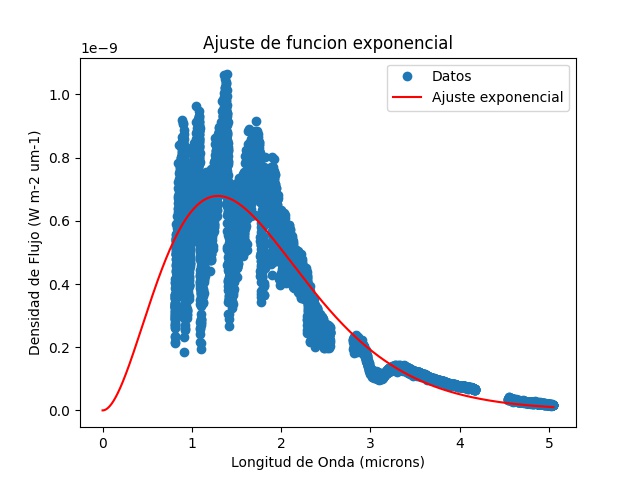 Ajuste de funcion exponencial
1e−9
Datos
Ajuste exponencial
1.0
0.8
0.6
0.4
0.2
0.0
Densidad de Flujo (W m-2 um-1)
0 1 2 3 4 5
Longitud de Onda (microns)